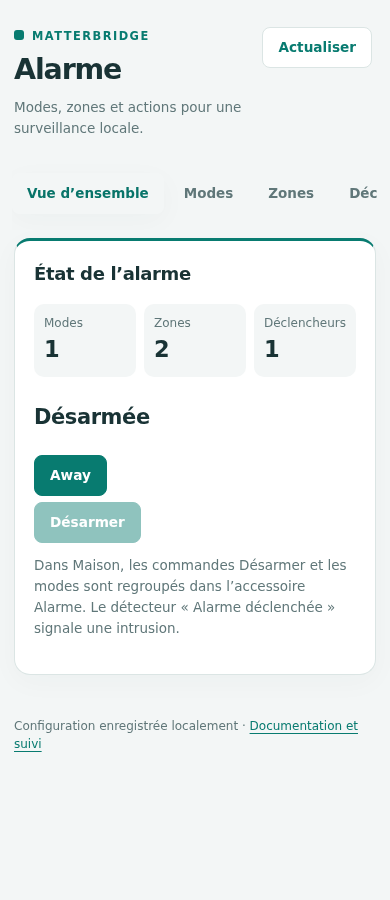 MATTERBRIDGE
Alarme
Actualiser
Modes, zones et actions pour une
surveillance locale.
Vue d’ensemble Modes Zones Déc
État de l’alarme
Modes Zones Déclencheurs
1 2 1
Désarmée
Away
Désarmer
Dans Maison, les commandes Désarmer et les
modes sont regroupés dans l’accessoire
Alarme. Le détecteur « Alarme déclenchée »
signale une intrusion.
Configuration enregistrée localement · Documentation et
suivi